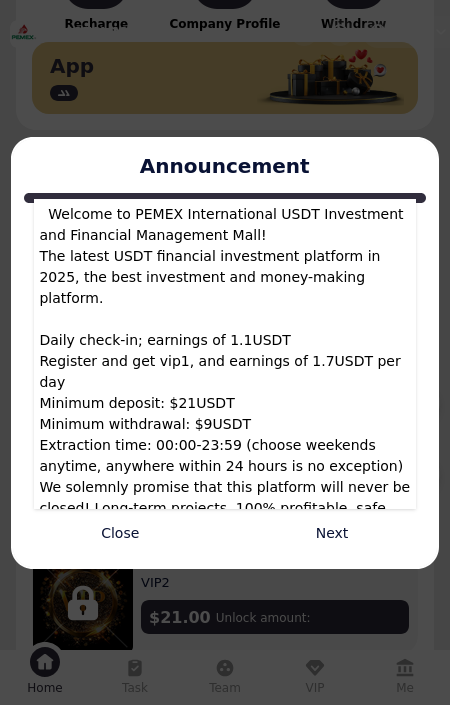 Recharge
Company Profile
Withdraw
PEMEX
App
Announcement
Welcome to PEMEX International USDT Investment
and Financial Management Mall!
The latest USDT financial investment platform in
2025, the best investment and money-making
platform.
Daily check-in; earnings of 1.1USDT
Register and get vip1, and earnings of 1.7USDT per
day
Minimum deposit: $21USDT
Minimum withdrawal: $9USDT
Extraction time: 00:00-23:59 (choose weekends
anytime, anywhere within 24 hours is no exception)
We solemnly promise that this platform will never be
closed! Long-term projects, 100% profitable, safe
Close
Next
VIP2
$21.00 Unlock amount:
Home
Task
Team
VIP
Me